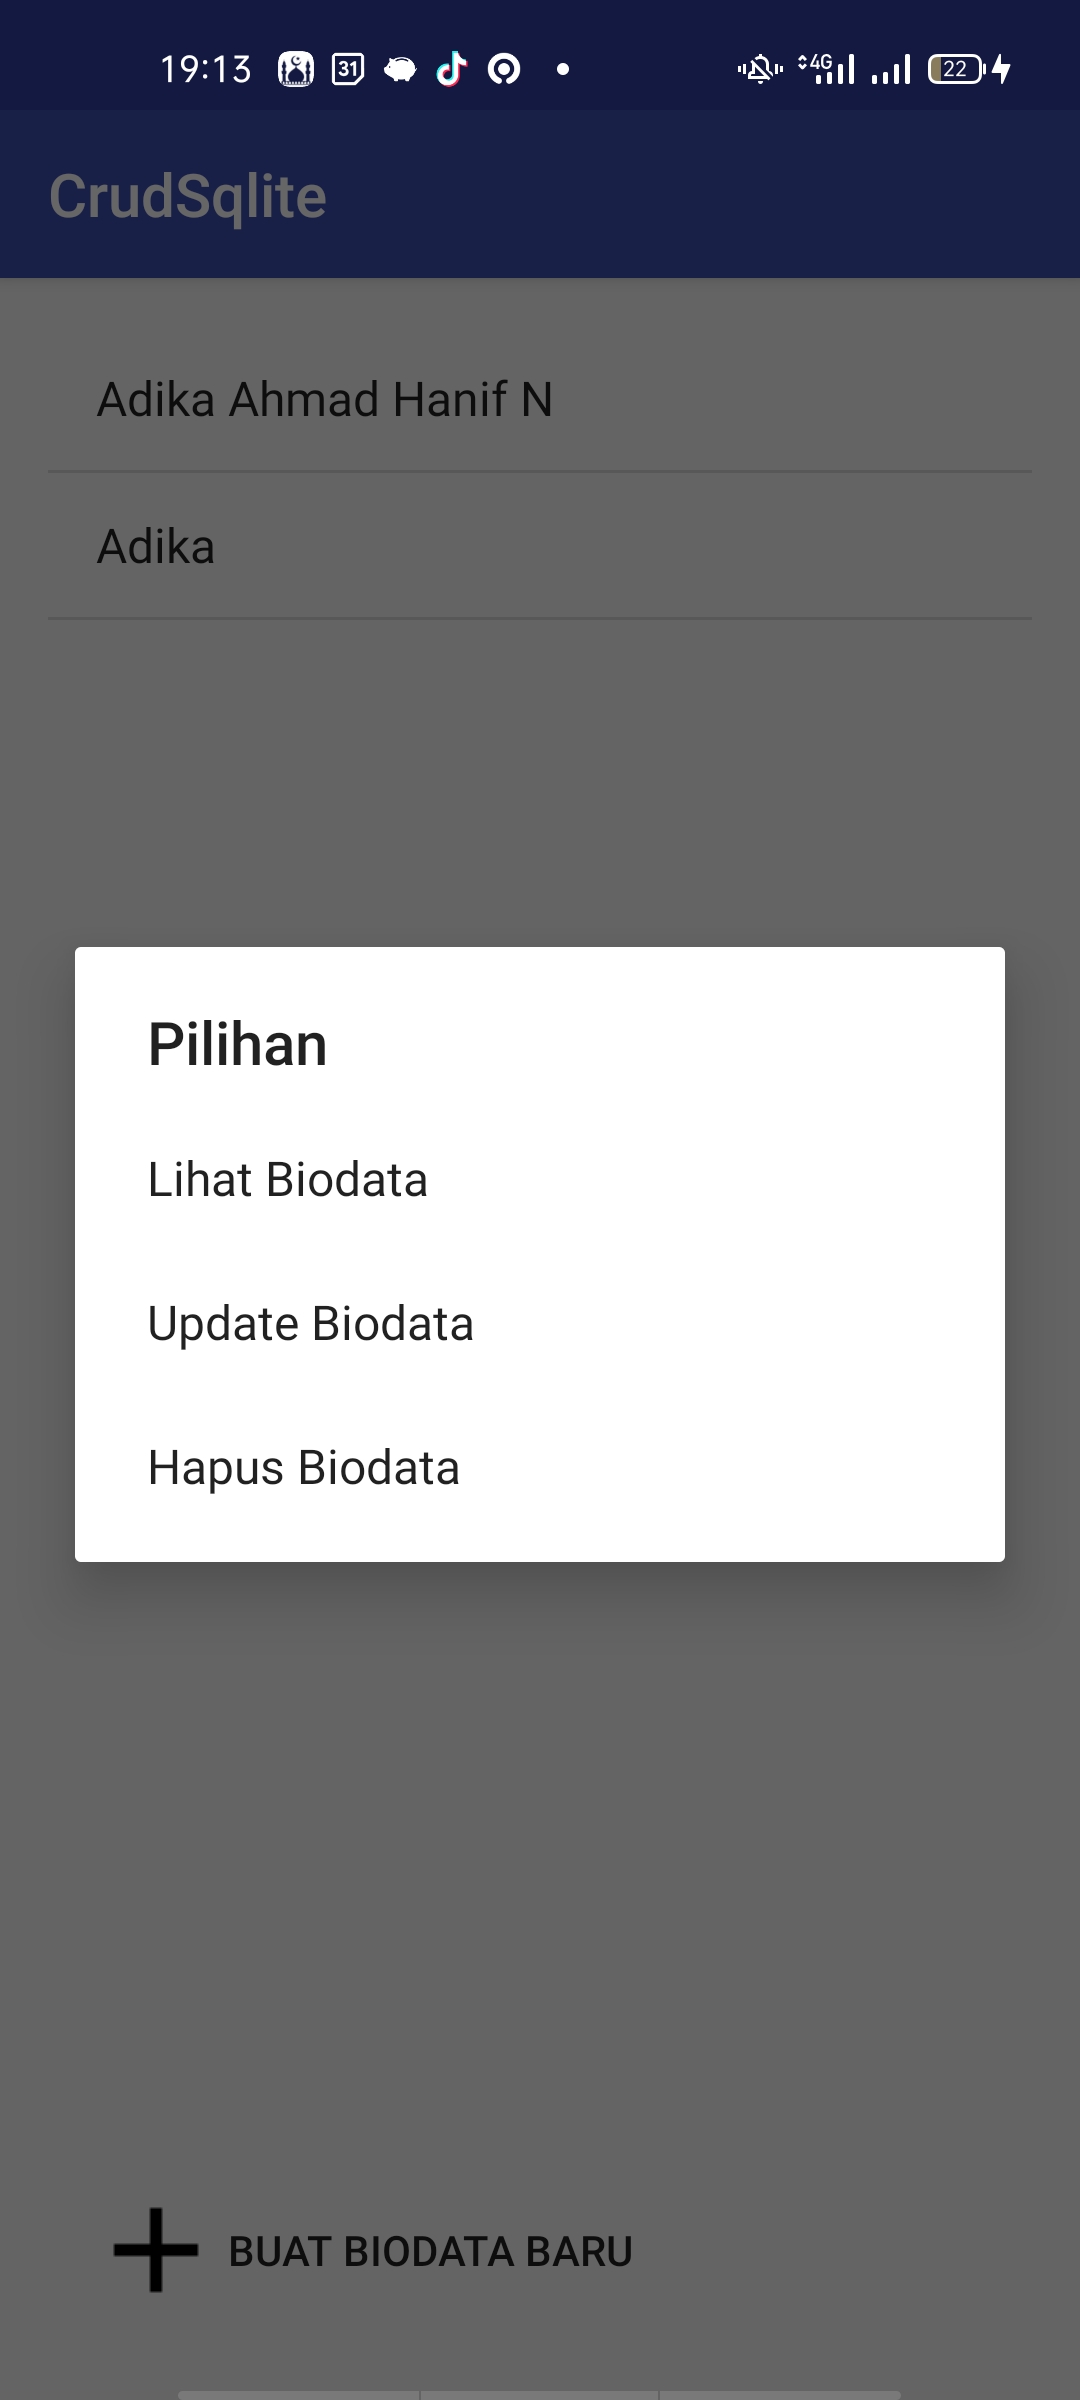 19:13 31 4G 22
CrudSqlite
Adika Ahmad Hanif N
Adika
Pilihan
Lihat Biodata
Update Biodata
Hapus Biodata
BUAT BIODATA BARU